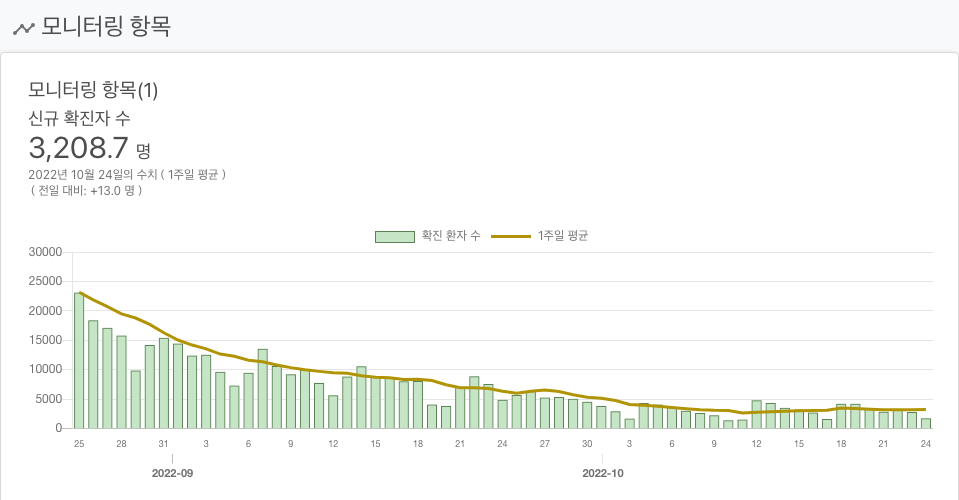 모니터링 항목
모니터링 항목(1)
신규 확진자 수
3,208.7 명
2022년 10월 24일의 수치 ( 1주일 평균 )
( 전일 대비: +13.0 명 )
확진 환자 수 1주일 평균
30000
25000
20000
15000
10000
5000
0
25 28 31 3 6 9 12 15 18 21 24 27 30 3 6 9 12 15 18 21 24
2022-09 2022-10